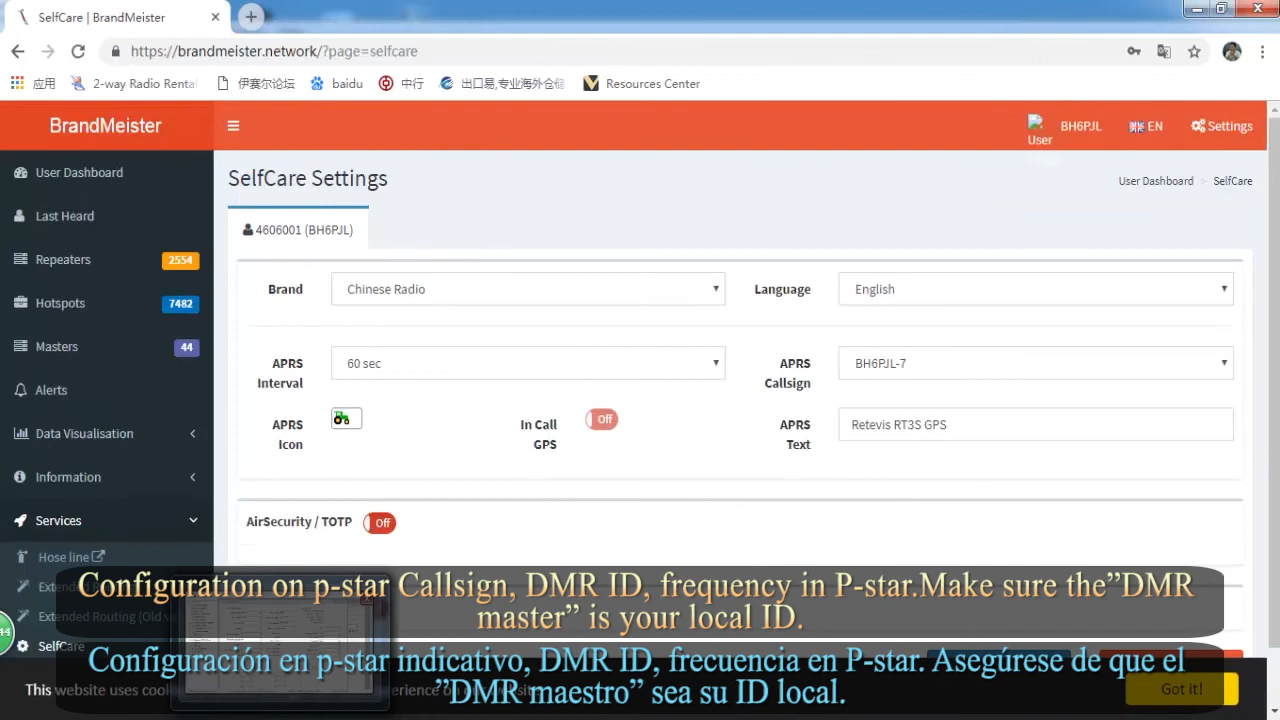 SelfCare | BrandMeister
https://brandmeister.network/?page=selfcare
应用 2-way Radio Rental 伊赛尔论坛 baidu 中行 出口易,专业海外仓储 Resources Center
BrandMeister
User
BH6PJL
EN
Settings
User Dashboard
Last Heard
Repeaters 2554
Hotspots 7482
Masters 44
Alerts
Data Visualisation
Information
Services
Hose line
Extended Routing (Old
SelfCare
SelfCare Settings
User Dashboard > SelfCare
4606001 (BH6PJL)
Brand Chinese Radio Language English
APRS Interval 60 sec APRS Callsign BH6PJL-7
APRS Icon In Call GPS Off APRS Text Retevis RT3S GPS
AirSecurity / TOTP Off
44
Configuration on p-star Callsign, DMR ID, frequency in P-star.Make sure the”DMR
master” is your local ID.
Configuración en p-star indicativo, DMR ID, frecuencia en P-star. Asegúrese de que el
”DMR maestro” sea su ID local.
This website uses
Got it!